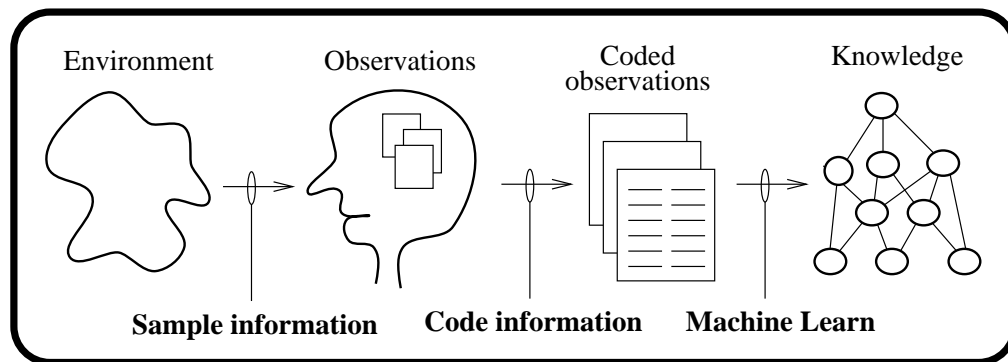 Environment
Observations
Coded
observations
Knowledge
Sample information
Code information
Machine Learn